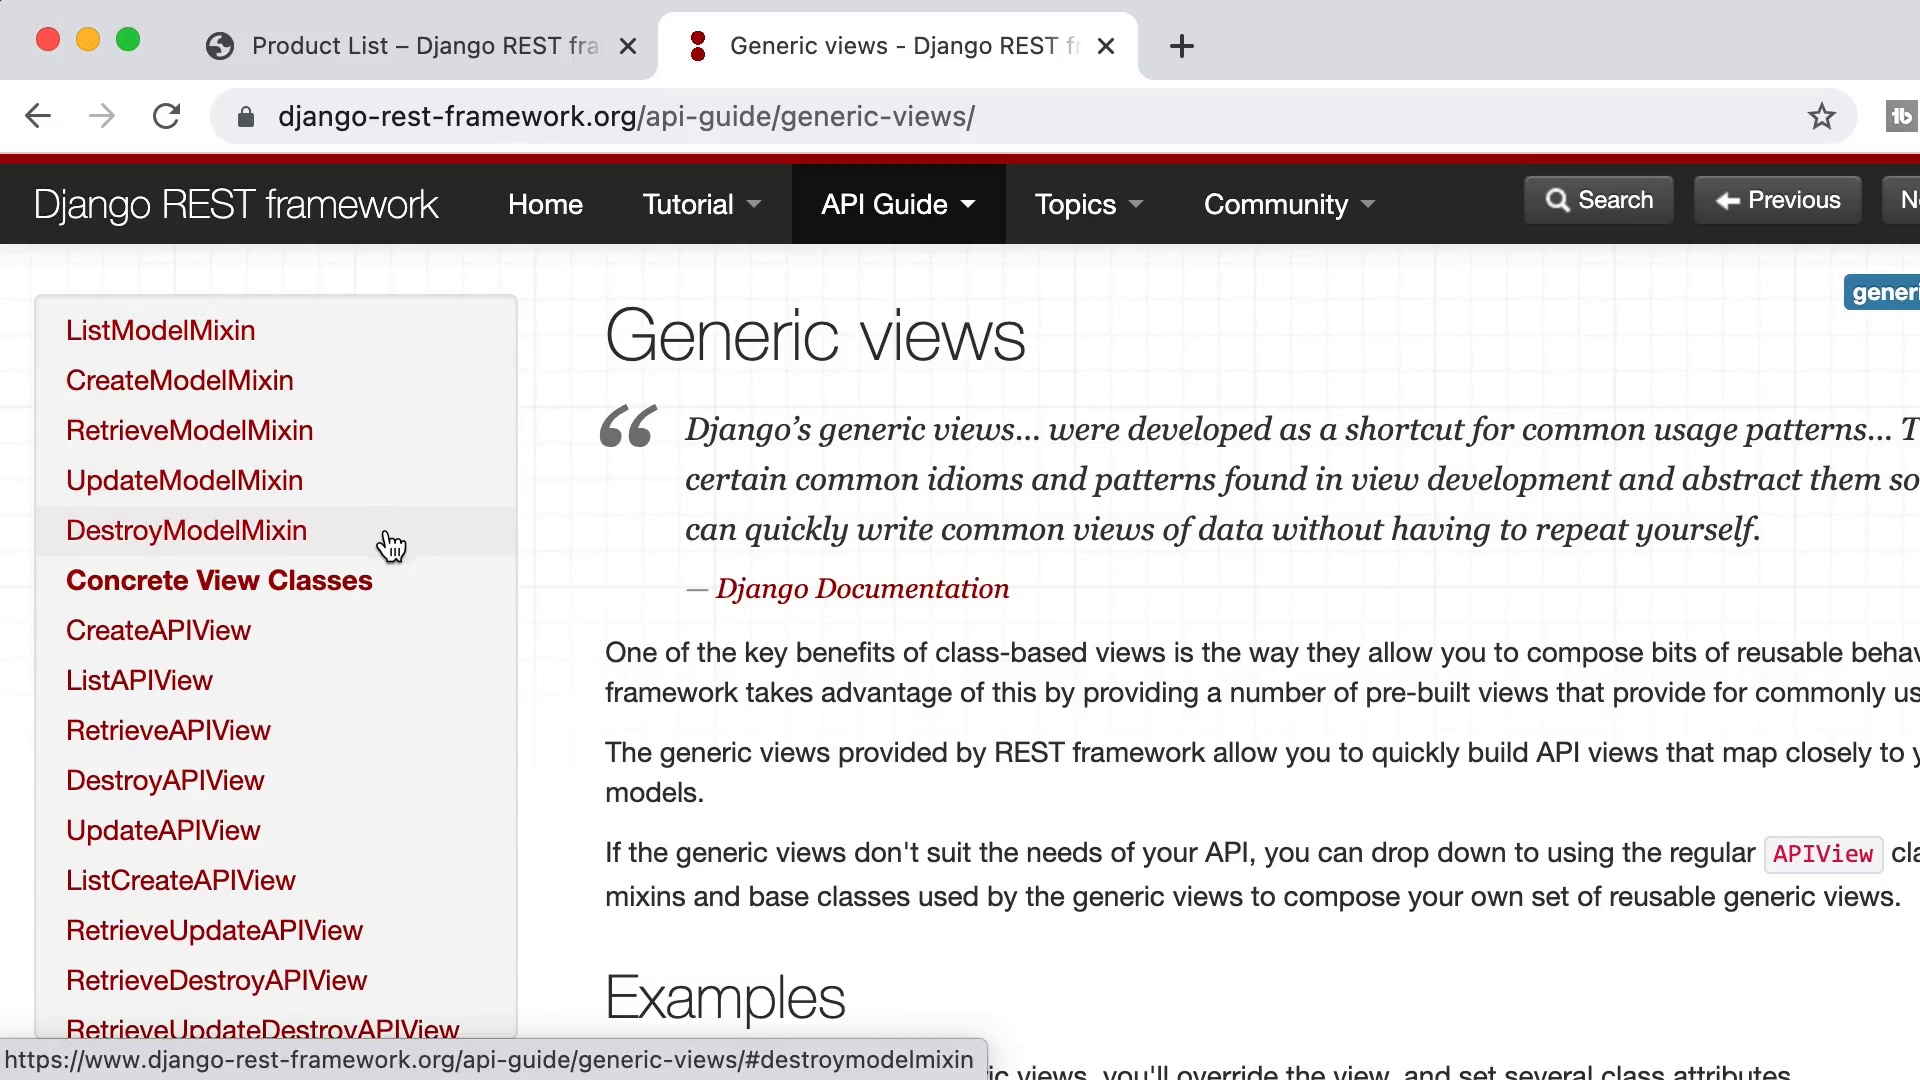 Product List – Django REST fra
Generic views - Django REST f
django-rest-framework.org/api-guide/generic-views/
Django REST framework
Home
Tutorial
API Guide
Topics
Community
Search
Previous
N
ListModelMixin
CreateModelMixin
RetrieveModelMixin
UpdateModelMixin
DestroyModelMixin
Concrete View Classes
CreateAPIView
ListAPIView
RetrieveAPIView
DestroyAPIView
UpdateAPIView
ListCreateAPIView
RetrieveUpdateAPIView
RetrieveDestroyAPIView
RetrieveUpdateDestroyAPIView
generi
Generic views
“ Django’s generic views... were developed as a shortcut for common usage patterns... T
certain common idioms and patterns found in view development and abstract them so
can quickly write common views of data without having to repeat yourself.
— Django Documentation
One of the key benefits of class-based views is the way they allow you to compose bits of reusable behav
framework takes advantage of this by providing a number of pre-built views that provide for commonly us
The generic views provided by REST framework allow you to quickly build API views that map closely to y
models.
If the generic views don't suit the needs of your API, you can drop down to using the regular APIView cla
mixins and base classes used by the generic views to compose your own set of reusable generic views.
Examples
ic views, you'll override the view, and set several class attributes.
https://www.django-rest-framework.org/api-guide/generic-views/#destroymodelmixin